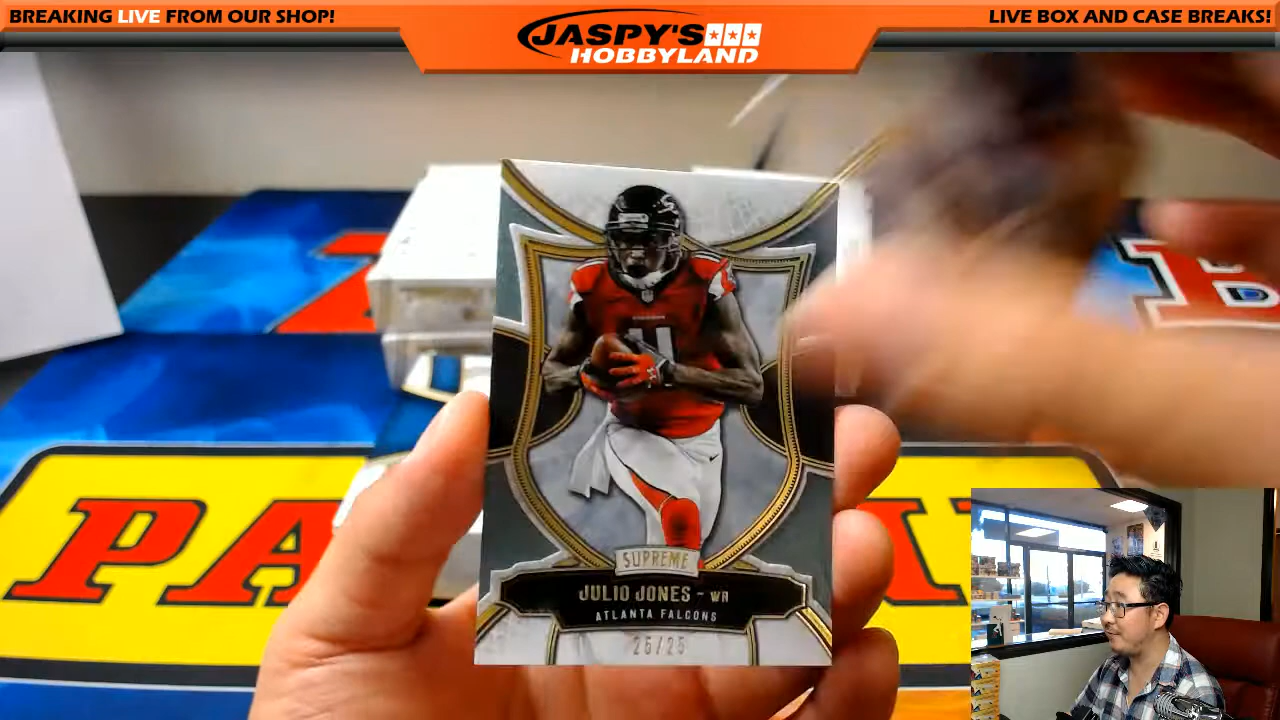 BREAKING LIVE FROM OUR SHOP!
JASPY'S
HOBBYLAND
LIVE BOX AND CASE BREAKS!
11
SUPREME
JULIO JONES - WR
ATLANTA FALCONS
25/25